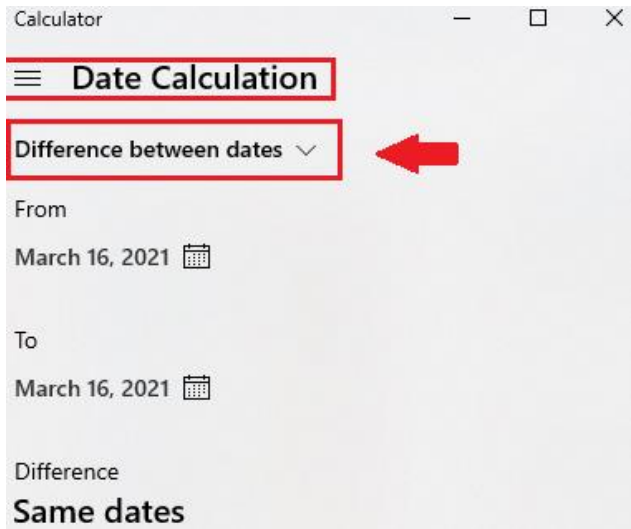 Calculator
Date Calculation
Difference between dates
From
March 16, 2021
To
March 16, 2021
Difference
Same dates